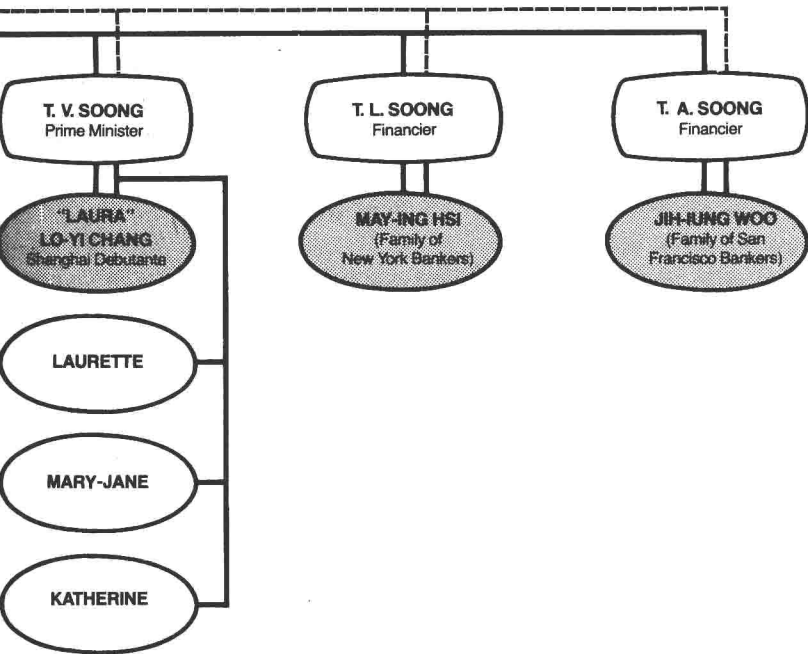 T. V. SOONG
Prime Minister
"LAURA"
LO-YI CHANG
Shanghai Debutante
LAURETTE
MARY-JANE
KATHERINE
T. L. SOONG
Financier
MAY-ING HSI
(Family of
New York Bankers)
T. A. SOONG
Financier
JIH-IUNG WOO
(Family of San
Francisco Bankers)